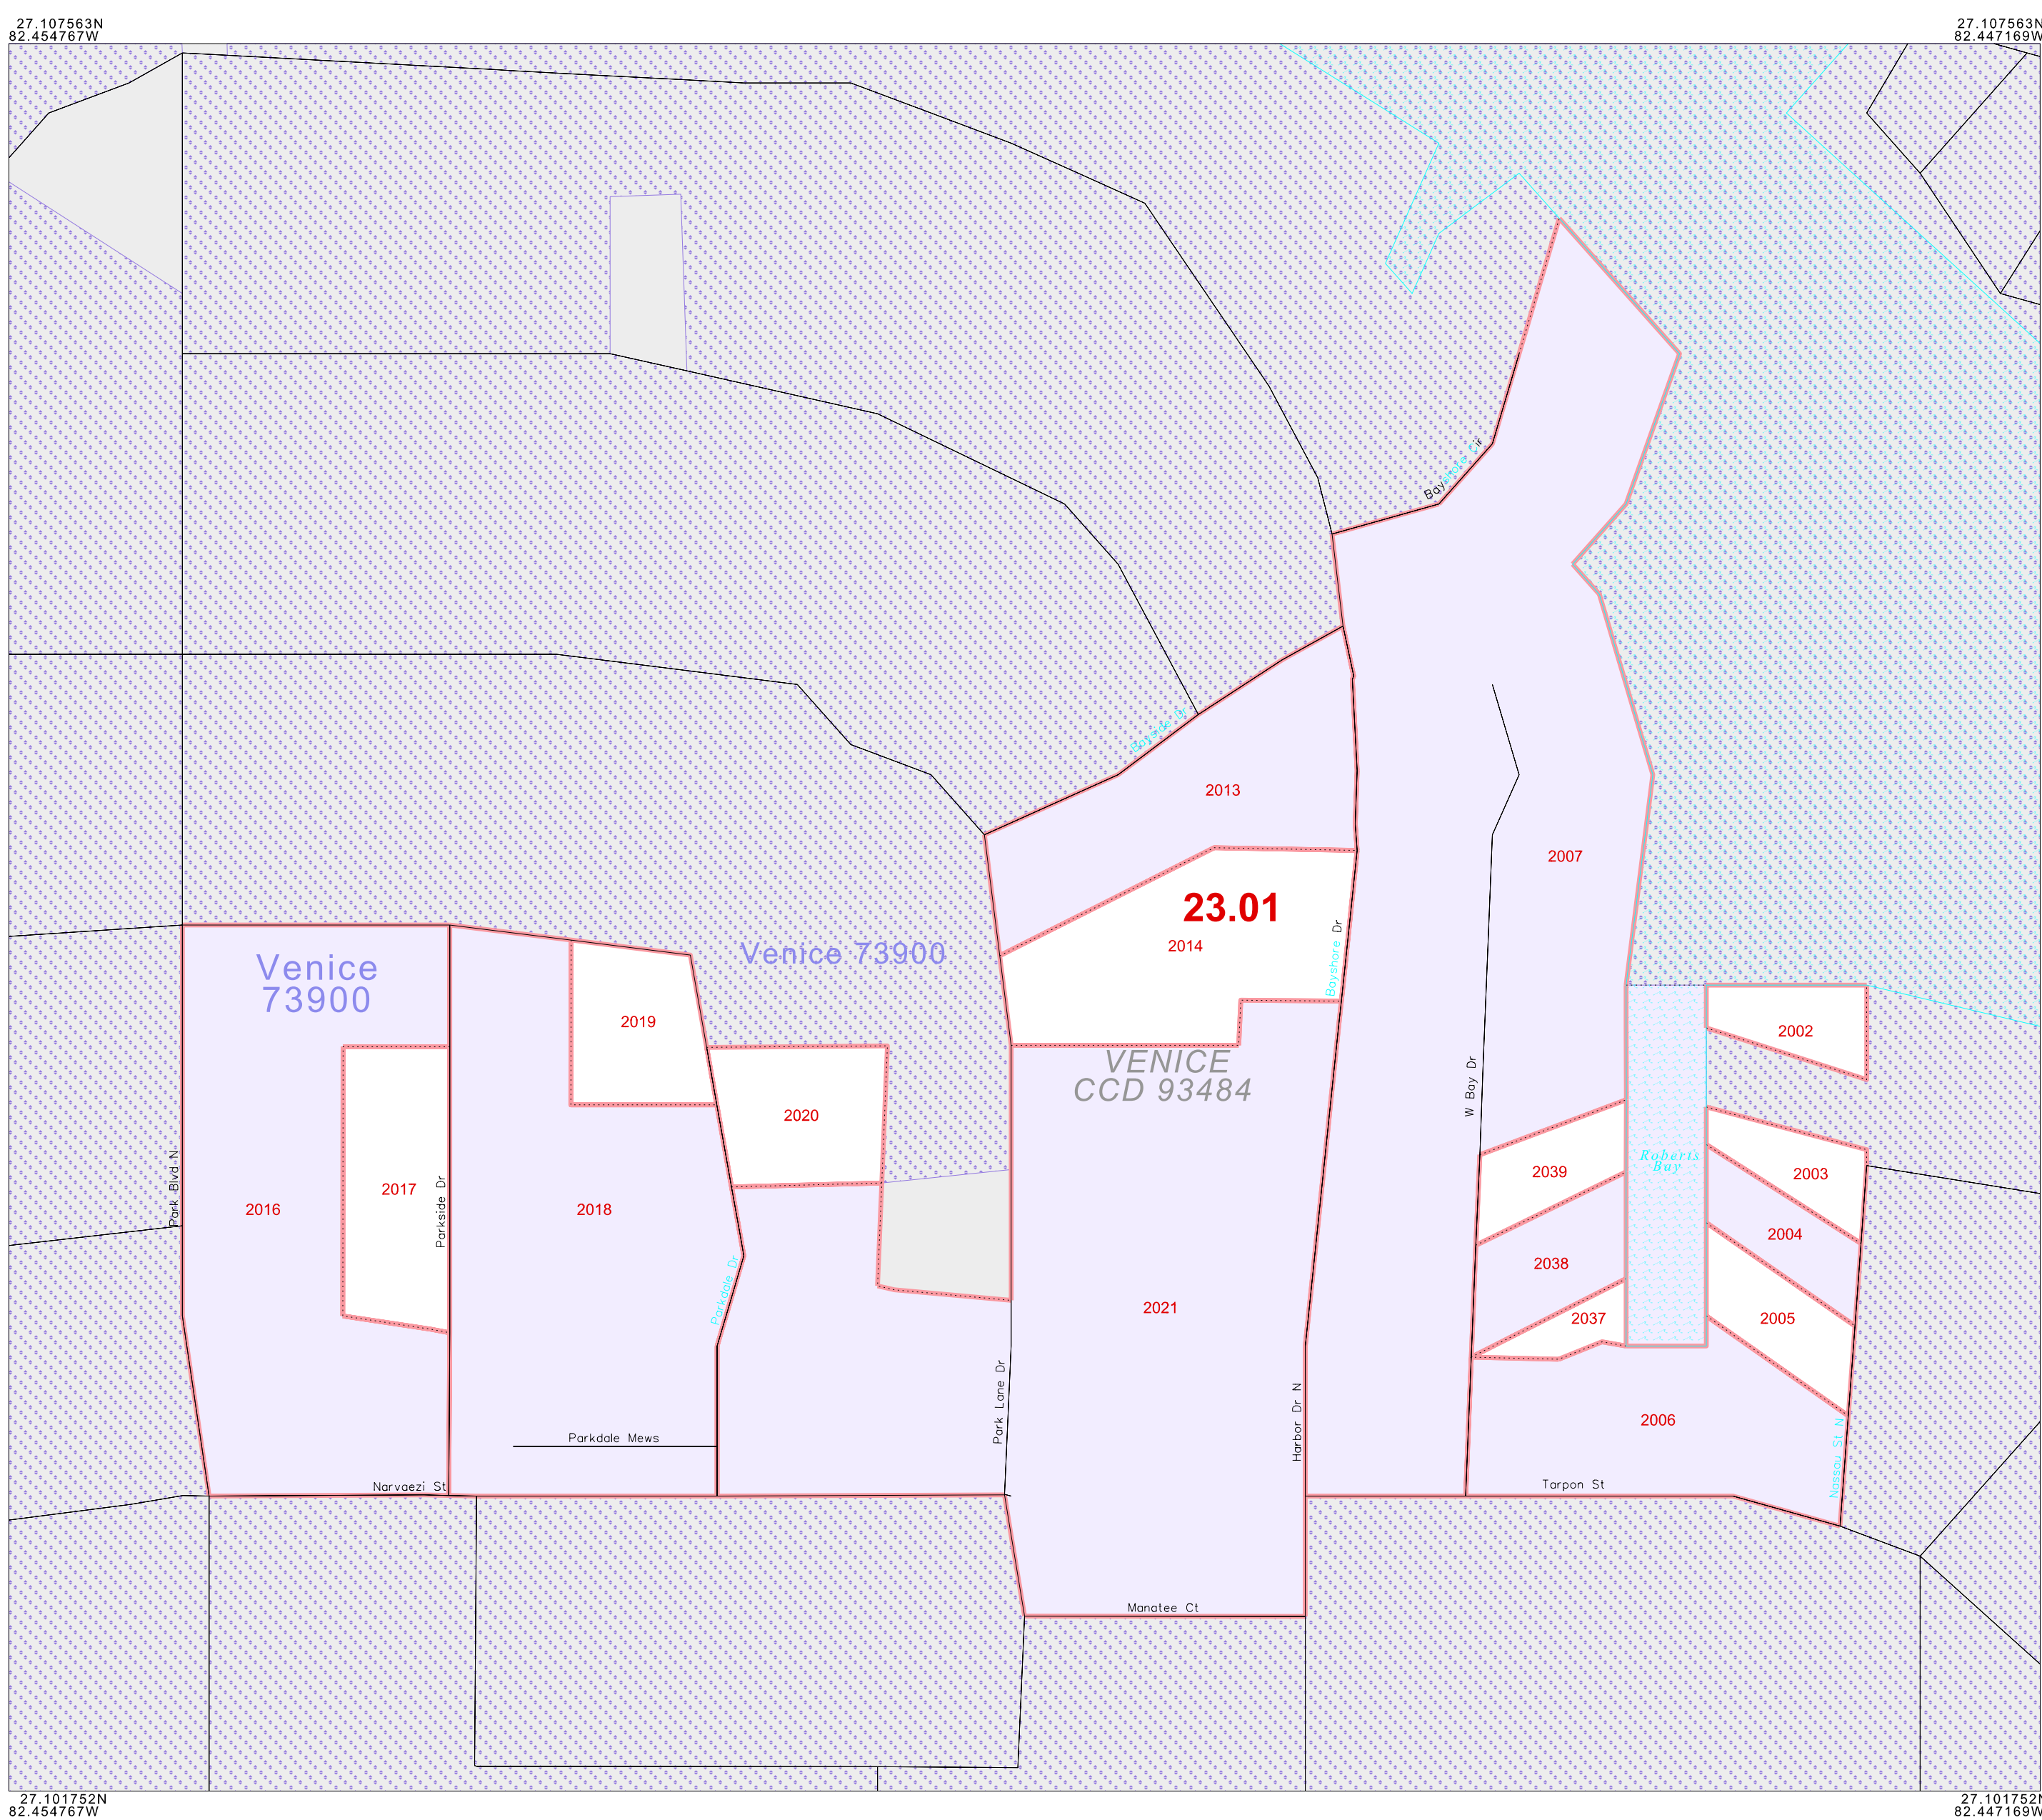 27.107563N
82.454767W
27.107563N
82.447169W
Bayshore Cir
Bayside Dr
2013
2007
23.01
2014
Bayshore Dr
Venice 73900
Venice
73900
2019
2002
VENICE
CCD 93484
W Bay Dr
2020
Roberts
Bay
2039
2003
2017
Park Blvd N
Parkside Dr
2016
2018
2004
2038
Parkdale Dr
2021
2037
2005
Park Lane Dr
Harbor Dr N
2006
Parkdale Mews
Nassau St N
Narvaezi St
Tarpon St
Manatee Ct
27.101752N
82.454767W
27.101752N
82.447169W